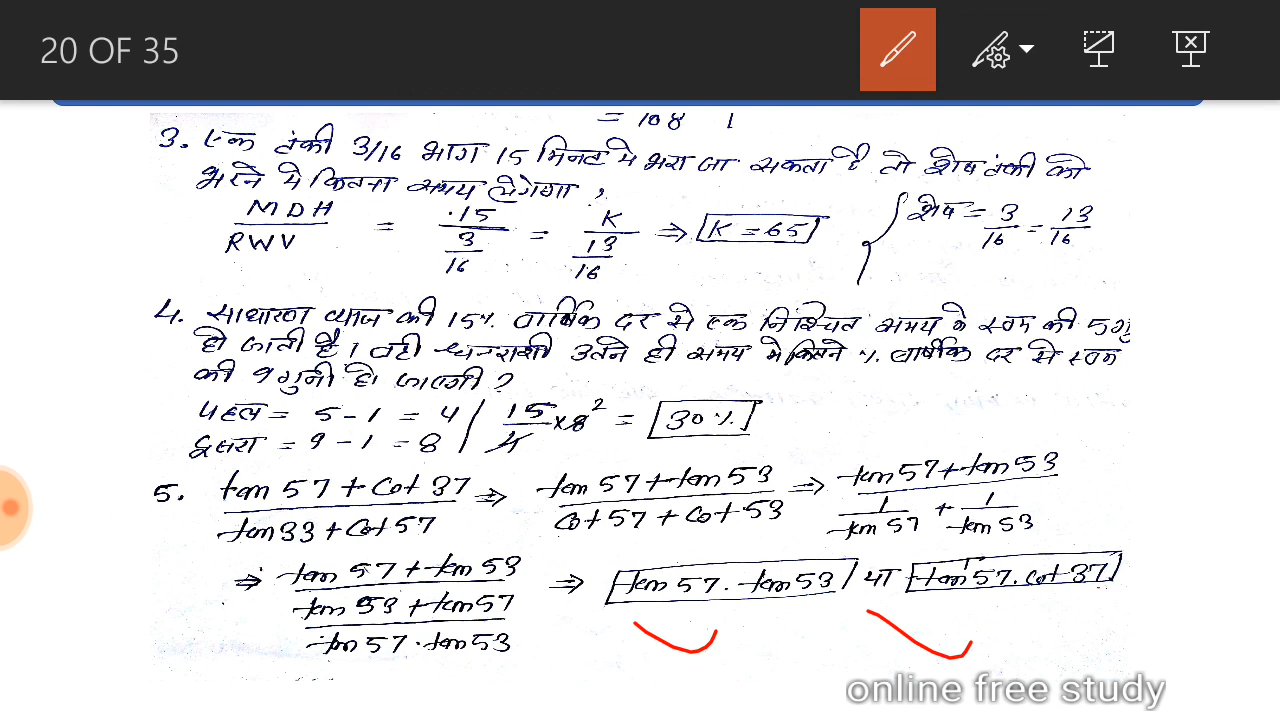 20 OF 35
= 108
3. एक टंकी 3/16 भाग 15 मिनट मे भरा जा सकता है तो शेष टंकी को
भरने मे कितना समय लगेगा ?
MDH / RWV = .15 / (3/16) = K / (13/16) ⇒ K = 65 { शेष = 3/16 = 13/16
4. साधारण व्याज की 15%. वार्षिक दर से एक निश्चित समय मे रकम की 5गु
हो जाती है। वही धनराशी उतने ही समय मे कितने %. वार्षिक दर से रकम
की 9 गुनी हो जाएगी ?
पहला = 5 - 1 = 4 / 15/4 × 8 2 = 30%
दुसरा = 9 - 1 = 8
5. tan 57 + cot 37 / tan 33 + cot 57 ⇒ tan 57 + tan 53 / cot 57 + cot 53 ⇒ tan 57 + tan 53 / 1/tan 57 + 1/tan 53
⇒ tan 57 + tan 53 / tan 53 + tan 57 / tan 57 . tan 53 ⇒ tan 57 . tan 53 / या tan 57 . cot 37
online free study